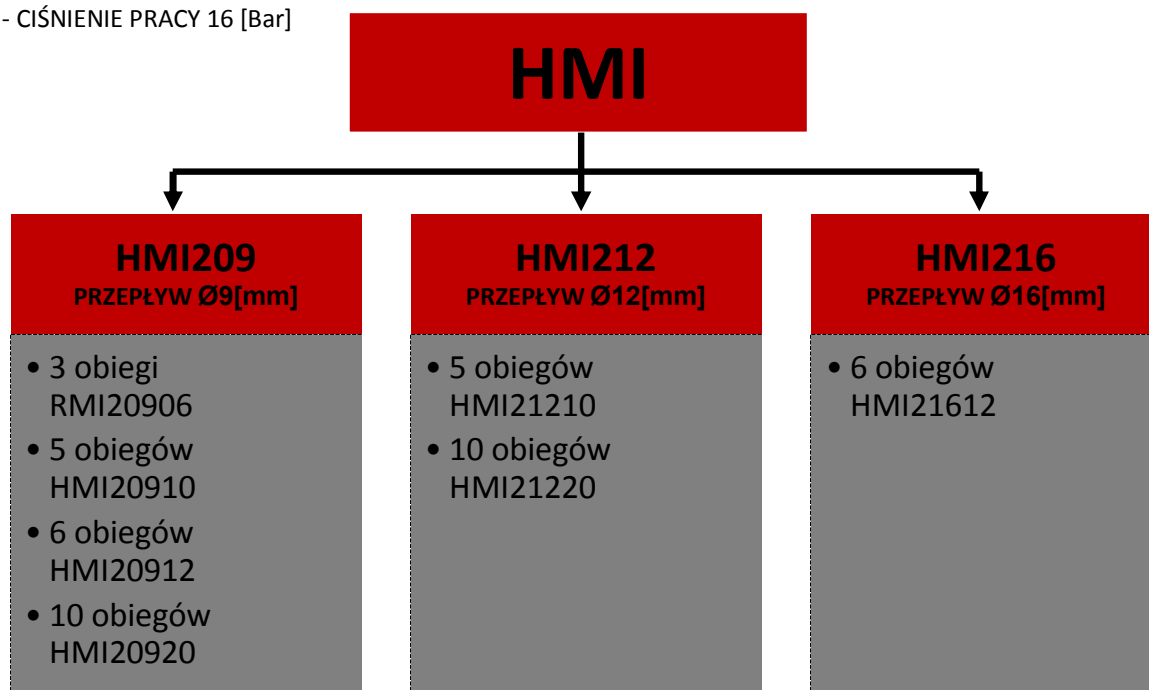 - CIŚNIENIE PRACY 16 [Bar]
HMI
HMI209
PRZEPŁYW Ø9[mm]
• 3 obiegi
RMI20906
• 5 obiegów
HMI20910
• 6 obiegów
HMI20912
• 10 obiegów
HMI20920
HMI212
PRZEPŁYW Ø12[mm]
• 5 obiegów
HMI21210
• 10 obiegów
HMI21220
HMI216
PRZEPŁYW Ø16[mm]
• 6 obiegów
HMI21612